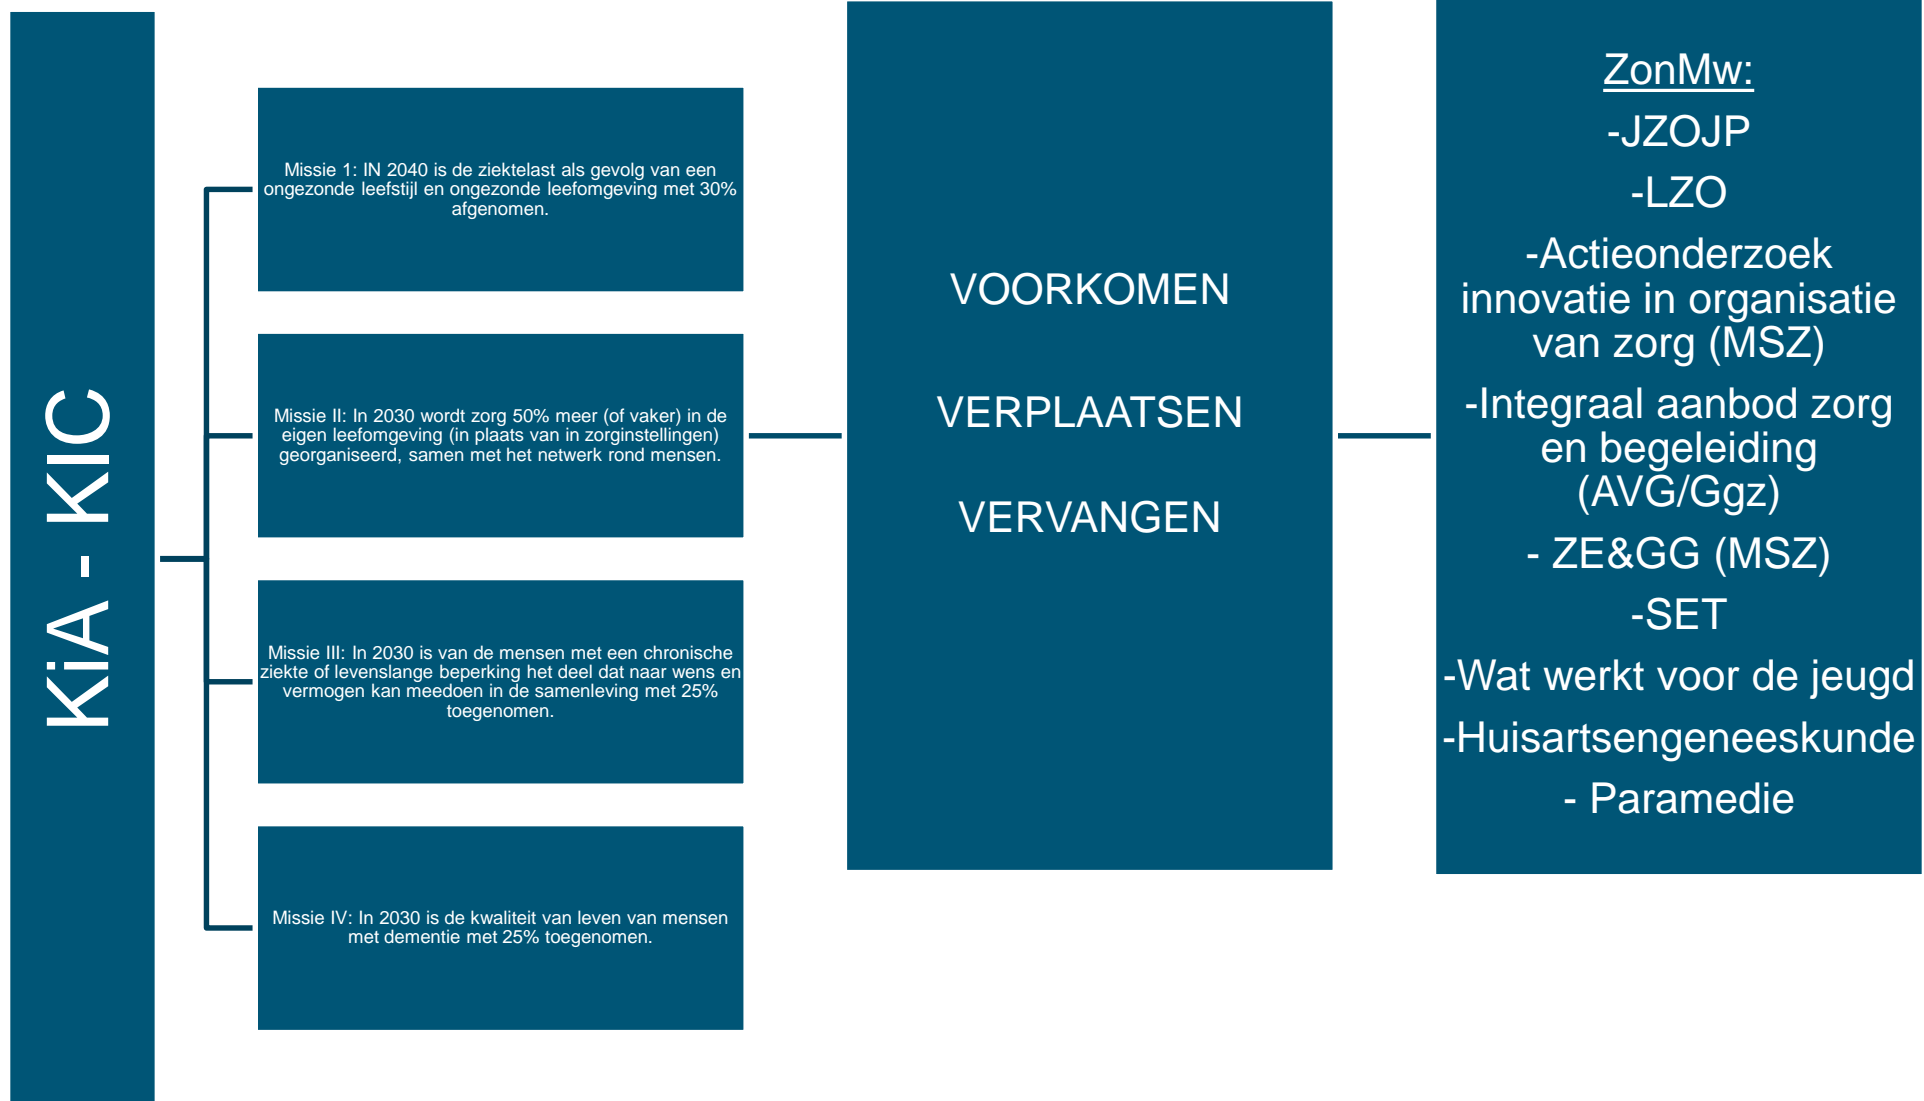 KiA - KIC
Missie 1: IN 2040 is de ziektelast als gevolg van een
ongezonde leefstijl en ongezonde leefomgeving met 30%
afgenomen.
Missie II: In 2030 wordt zorg 50% meer (of vaker) in de
eigen leefomgeving (in plaats van in zorginstellingen)
georganiseerd, samen met het netwerk rond mensen.
Missie III: In 2030 is van de mensen met een chronische
ziekte of levenslange beperking het deel dat naar wens en
vermogen kan meedoen in de samenleving met 25%
toegenomen.
Missie IV: In 2030 is de kwaliteit van leven van mensen
met dementie met 25% toegenomen.
VOORKOMEN
VERPLAATSEN
VERVANGEN
ZonMw:
-JZOJP
-LZO
-Actieonderzoek
innovatie in organisatie
van zorg (MSZ)
-Integraal aanbod zorg
en begeleiding
(AVG/Ggz)
- ZE&GG (MSZ)
-SET
-Wat werkt voor de jeugd
-Huisartsengeneeskunde
- Paramedie